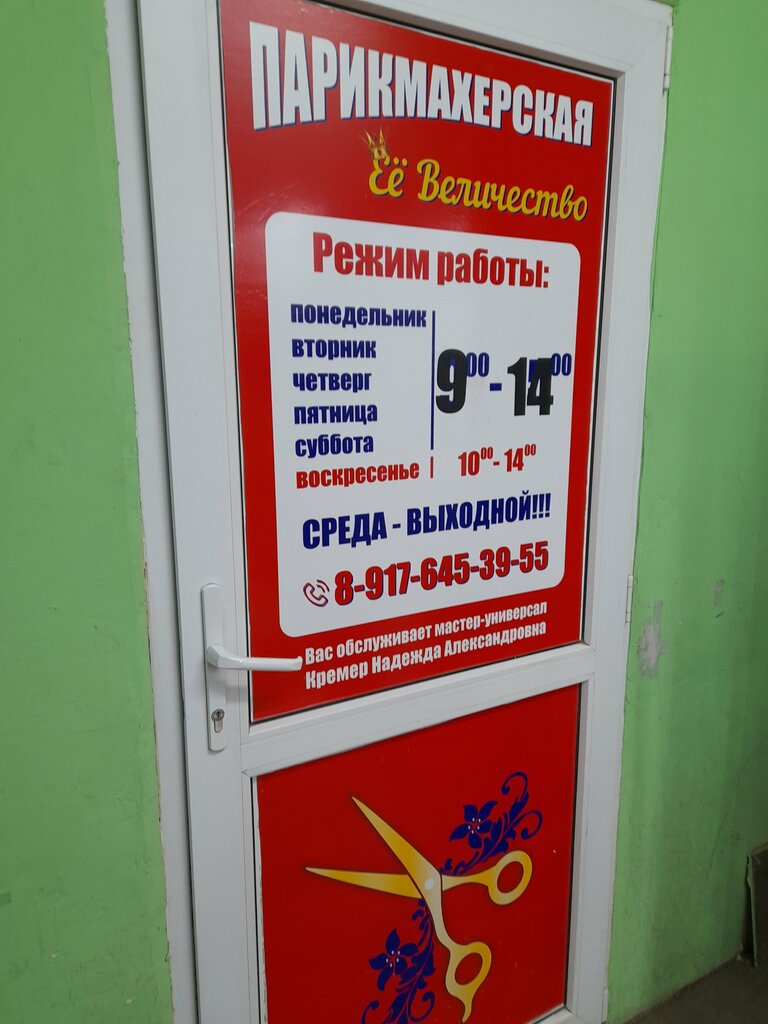 ПАРИКМАХЕРСКАЯ
Её Величество
Режим работы:
понедельник
вторник
четверг
пятница
суббота
9⁰⁰ - 14⁰⁰
воскресенье | 10⁰⁰ - 14⁰⁰
СРЕДА - ВЫХОДНОЙ!!!
8-917-645-39-55
Вас обслуживает мастер-универсал
Кремер Надежда Александровна